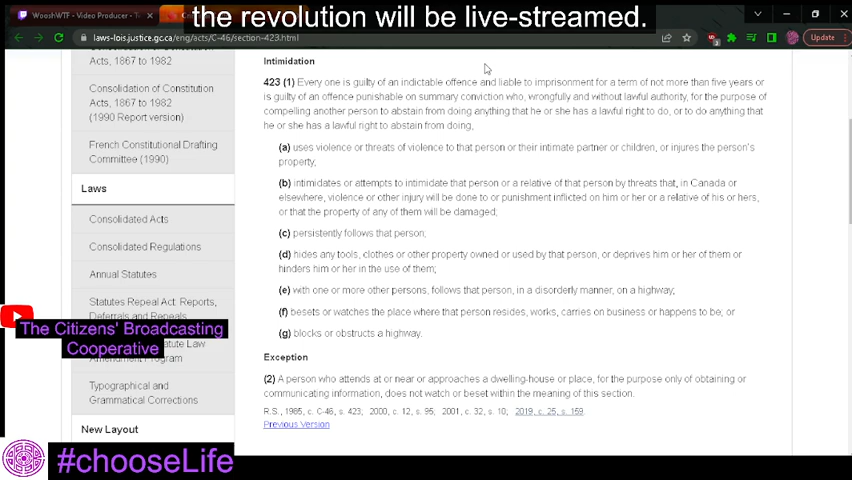 the revolution will be live-streamed.
WooshWTF - Video Producer - T
Update
laws-lois.justice.gc.ca/eng/acts/C-46/section-423.html
Acts, 1867 to 1982
Consolidation of Constitution
Acts, 1867 to 1982
(1990 Report version)
French Constitutional Drafting
Committee (1990)
Laws
Consolidated Acts
Consolidated Regulations
Annual Statutes
Statutes Repeal Act: Reports,
Deferrals and Repeals
The Citizens' Broadcasting
Cooperative
atute Law
Amendment Program
Typographical and
Grammatical Corrections
New Layout
#chooseLife
Intimidation
423 (1) Every one is guilty of an indictable offence and liable to imprisonment for a term of not more than five years or
is guilty of an offence punishable on summary conviction who, wrongfully and without lawful authority, for the purpose of
compelling another person to abstain from doing anything that he or she has a lawful right to do, or to do anything that
he or she has a lawful right to abstain from doing,
(a) uses violence or threats of violence to that person or their intimate partner or children, or injures the person's
property;
(b) intimidates or attempts to intimidate that person or a relative of that person by threats that, in Canada or
elsewhere, violence or other injury will be done to or punishment inflicted on him or her or a relative of his or hers,
or that the property of any of them will be damaged;
(c) persistently follows that person;
(d) hides any tools, clothes or other property owned or used by that person, or deprives him or her of them or
hinders him or her in the use of them;
(e) with one or more other persons, follows that person, in a disorderly manner, on a highway;
(f) besets or watches the place where that person resides, works, carries on business or happens to be; or
(g) blocks or obstructs a highway.
Exception
(2) A person who attends at or near or approaches a dwelling-house or place, for the purpose only of obtaining or
communicating information, does not watch or beset within the meaning of this section.
R.S., 1985, c. C-46, s. 423; 2000, c. 12, s. 95; 2001, c. 32, s. 10; 2019, c. 25, s. 159.
Previous Version